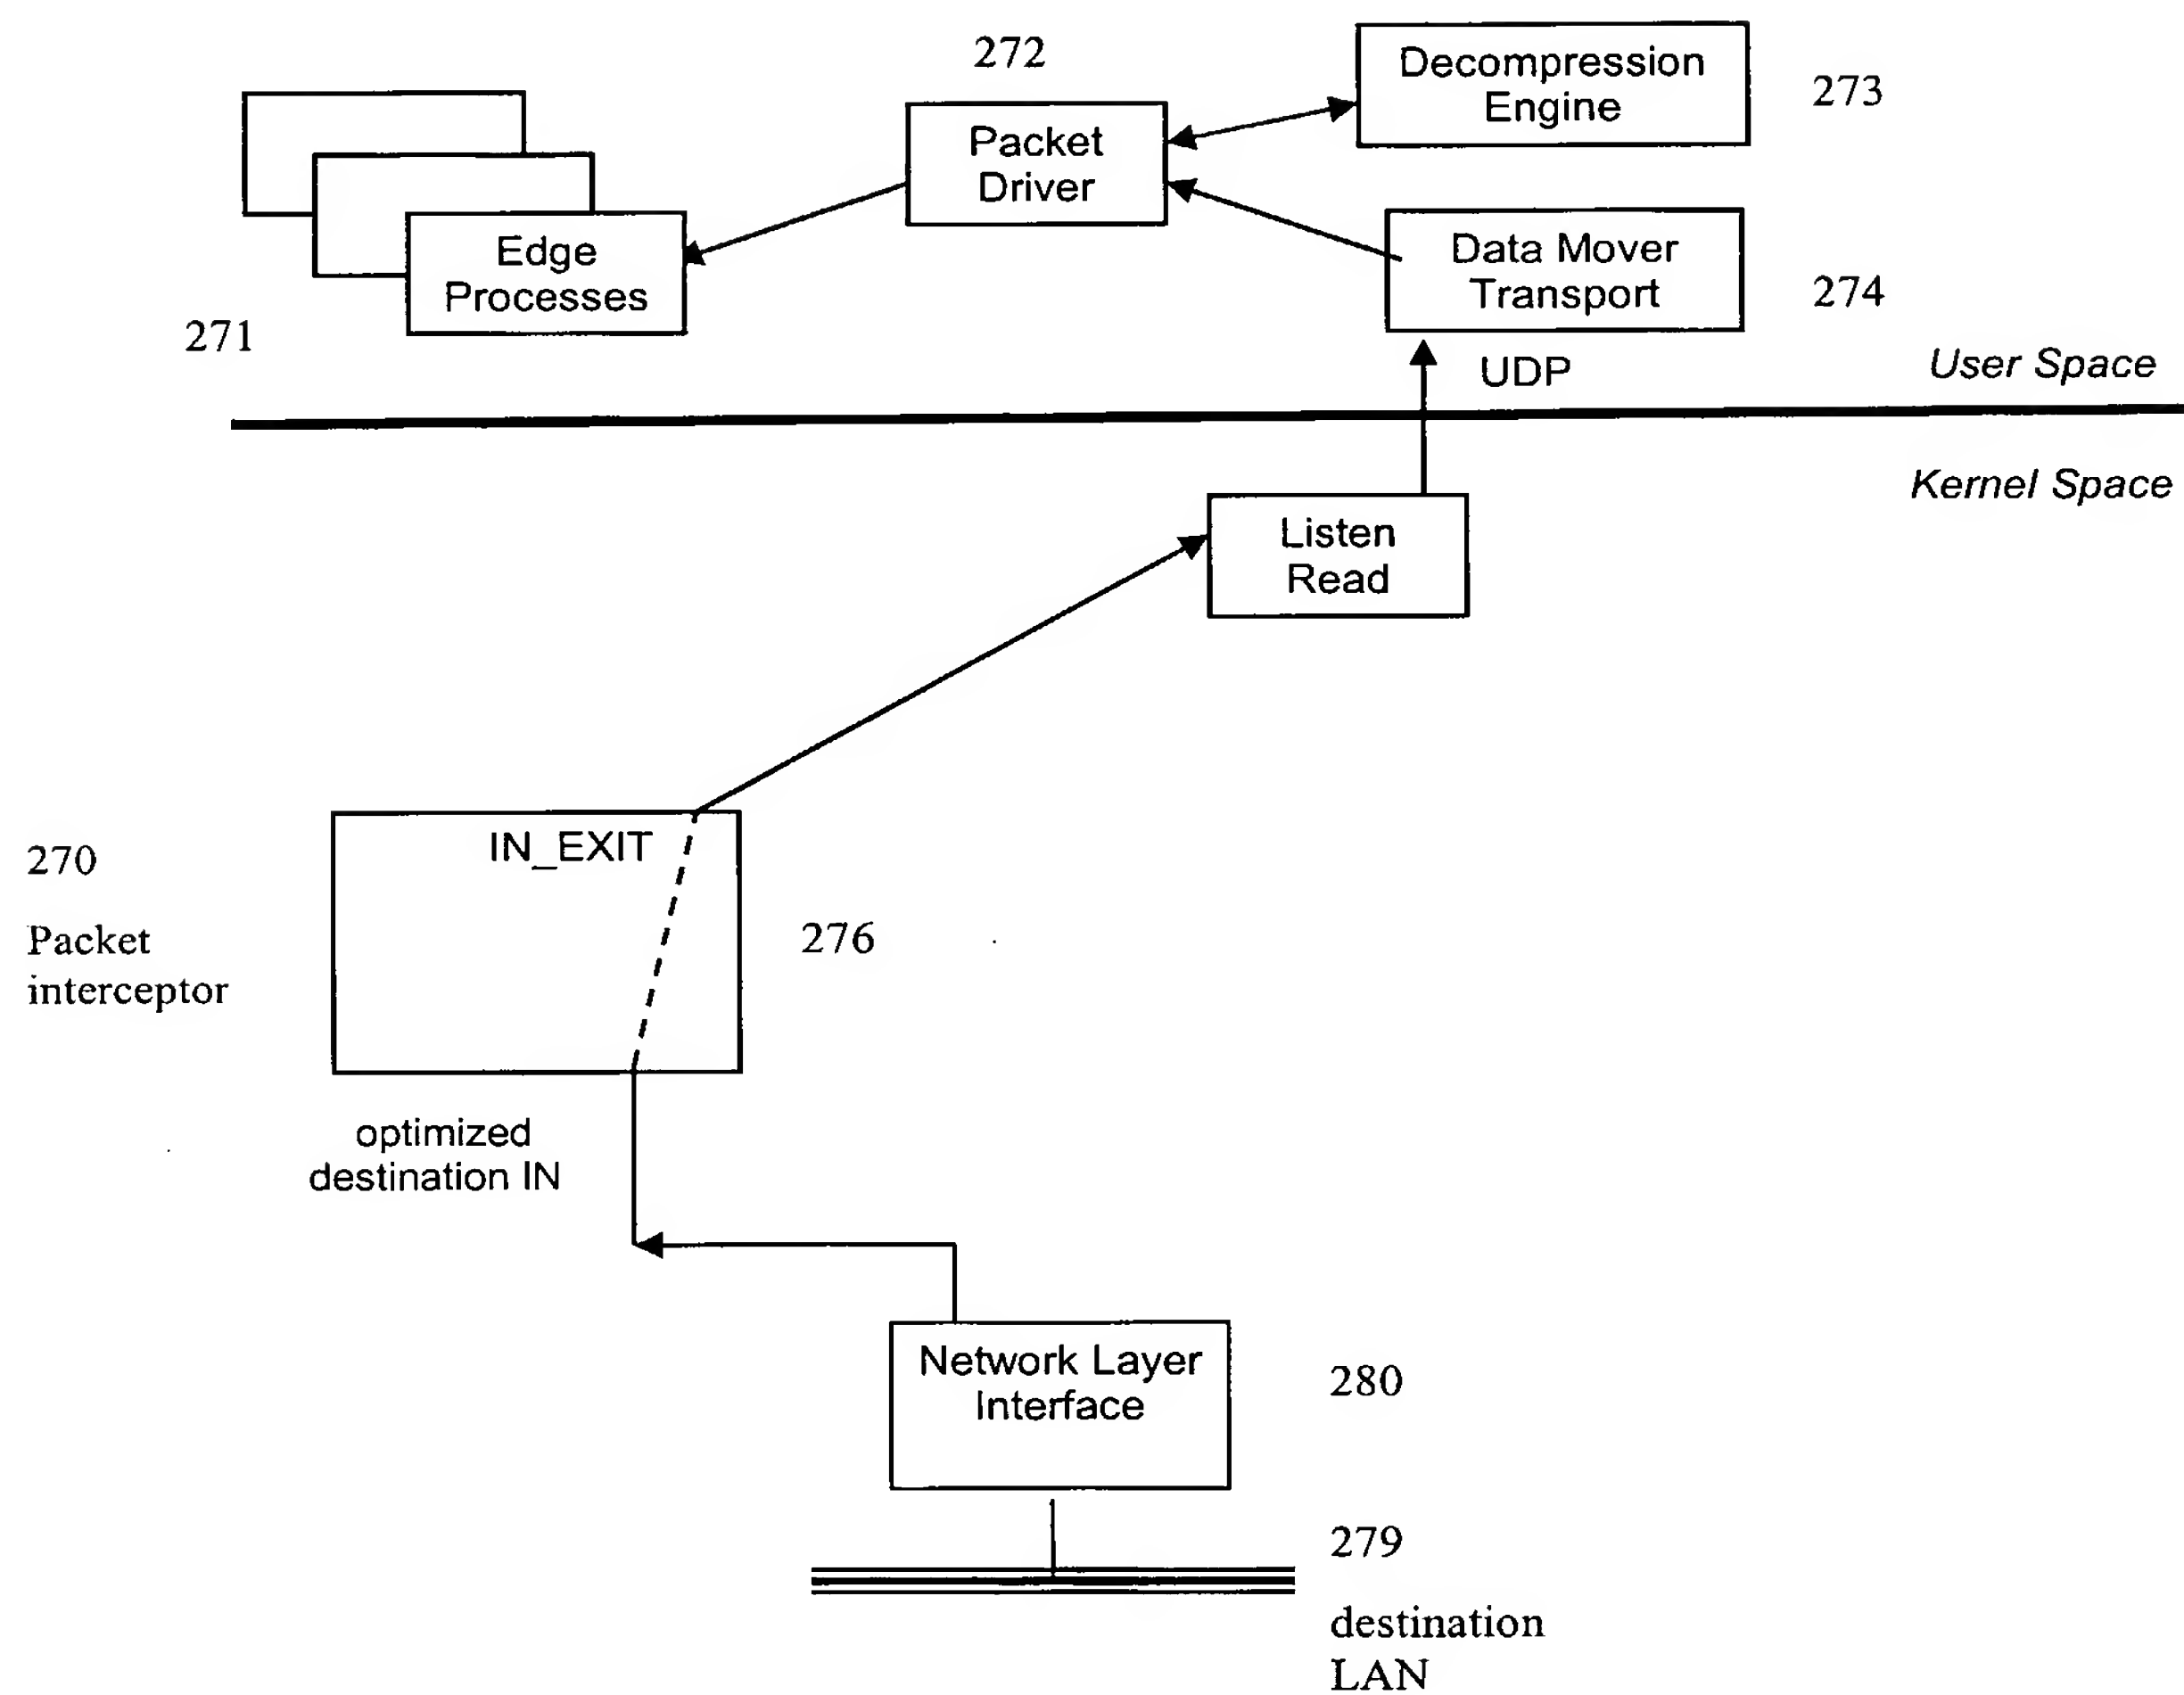 272
Decompression
Engine
273
Packet
Driver
Edge
Processes
271
Data Mover
Transport
274
UDP
User Space
Kernel Space
Listen
Read
IN_EXIT
270
Packet
interceptor
276
optimized
destination IN
Network Layer
Interface
280
279
destination
LAN